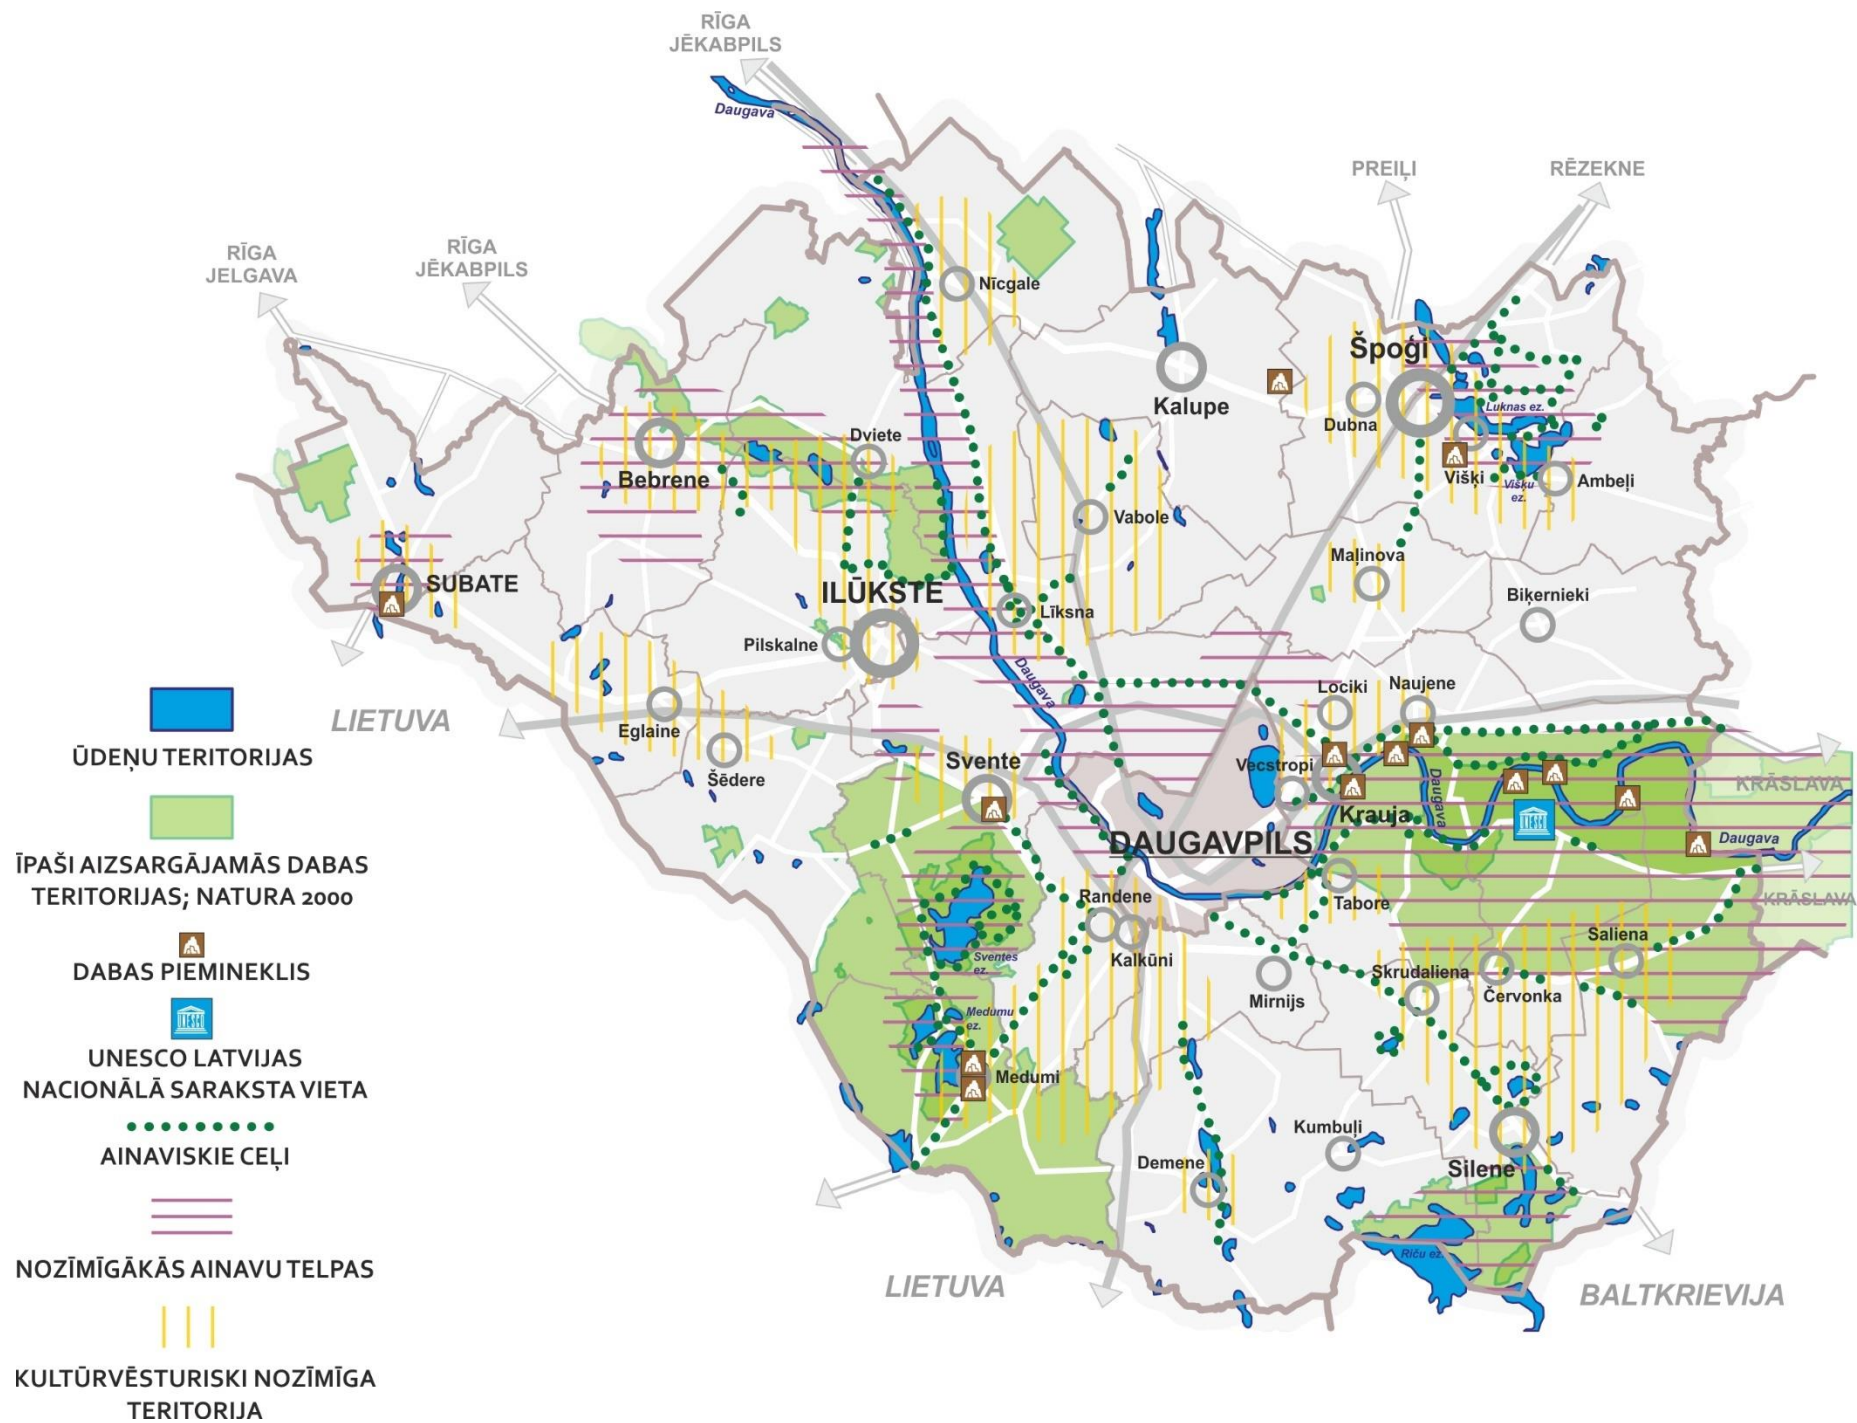 RĪGA
JĒKABPILS
Daugava
PREIĻI
RĒZEKNE
RĪGA
JELGAVA
RĪGA
JĒKABPILS
Nīcgale
Špoģi
Kalupe
Dubna
Luknas ez.
Dviete
Bebrene
Višķi
Višķu
ez.
Ambeļi
Vabole
Maļinova
SUBATE
ILŪKSTE
Līksna
Biķernieki
Pilskalne
Daugava
Lociki
Naujene
LIETUVA
Eglaine
Šēdere
Svente
Vecstropi
Krauja
Daugava
KRĀSLAVA
DAUGAVPILS
Daugava
KRĀSLAVA
Randene
Tabore
Kalkūni
Saliena
Sventes
ez.
Mirnijs
Skrudaliena
Červonka
Medumu
ez.
Medumi
Kumbuļi
Demene
Silene
Riču ez.
LIETUVA
BALTKRIEVIJA
ŪDEŅU TERITORIJAS
ĪPAŠI AIZSARGĀJAMĀS DABAS
TERITORIJAS; NATURA 2000
DABAS PIEMINEKLIS
UNESCO
UNESCO
UNESCO LATVIJAS
NACIONĀLĀ SARAKSTA VIETA
AINAVISKIE CEĻI
NOZĪMĪGĀKĀS AINAVU TELPAS
KULTŪRVĒSTURISKI NOZĪMĪGA
TERITORIJA